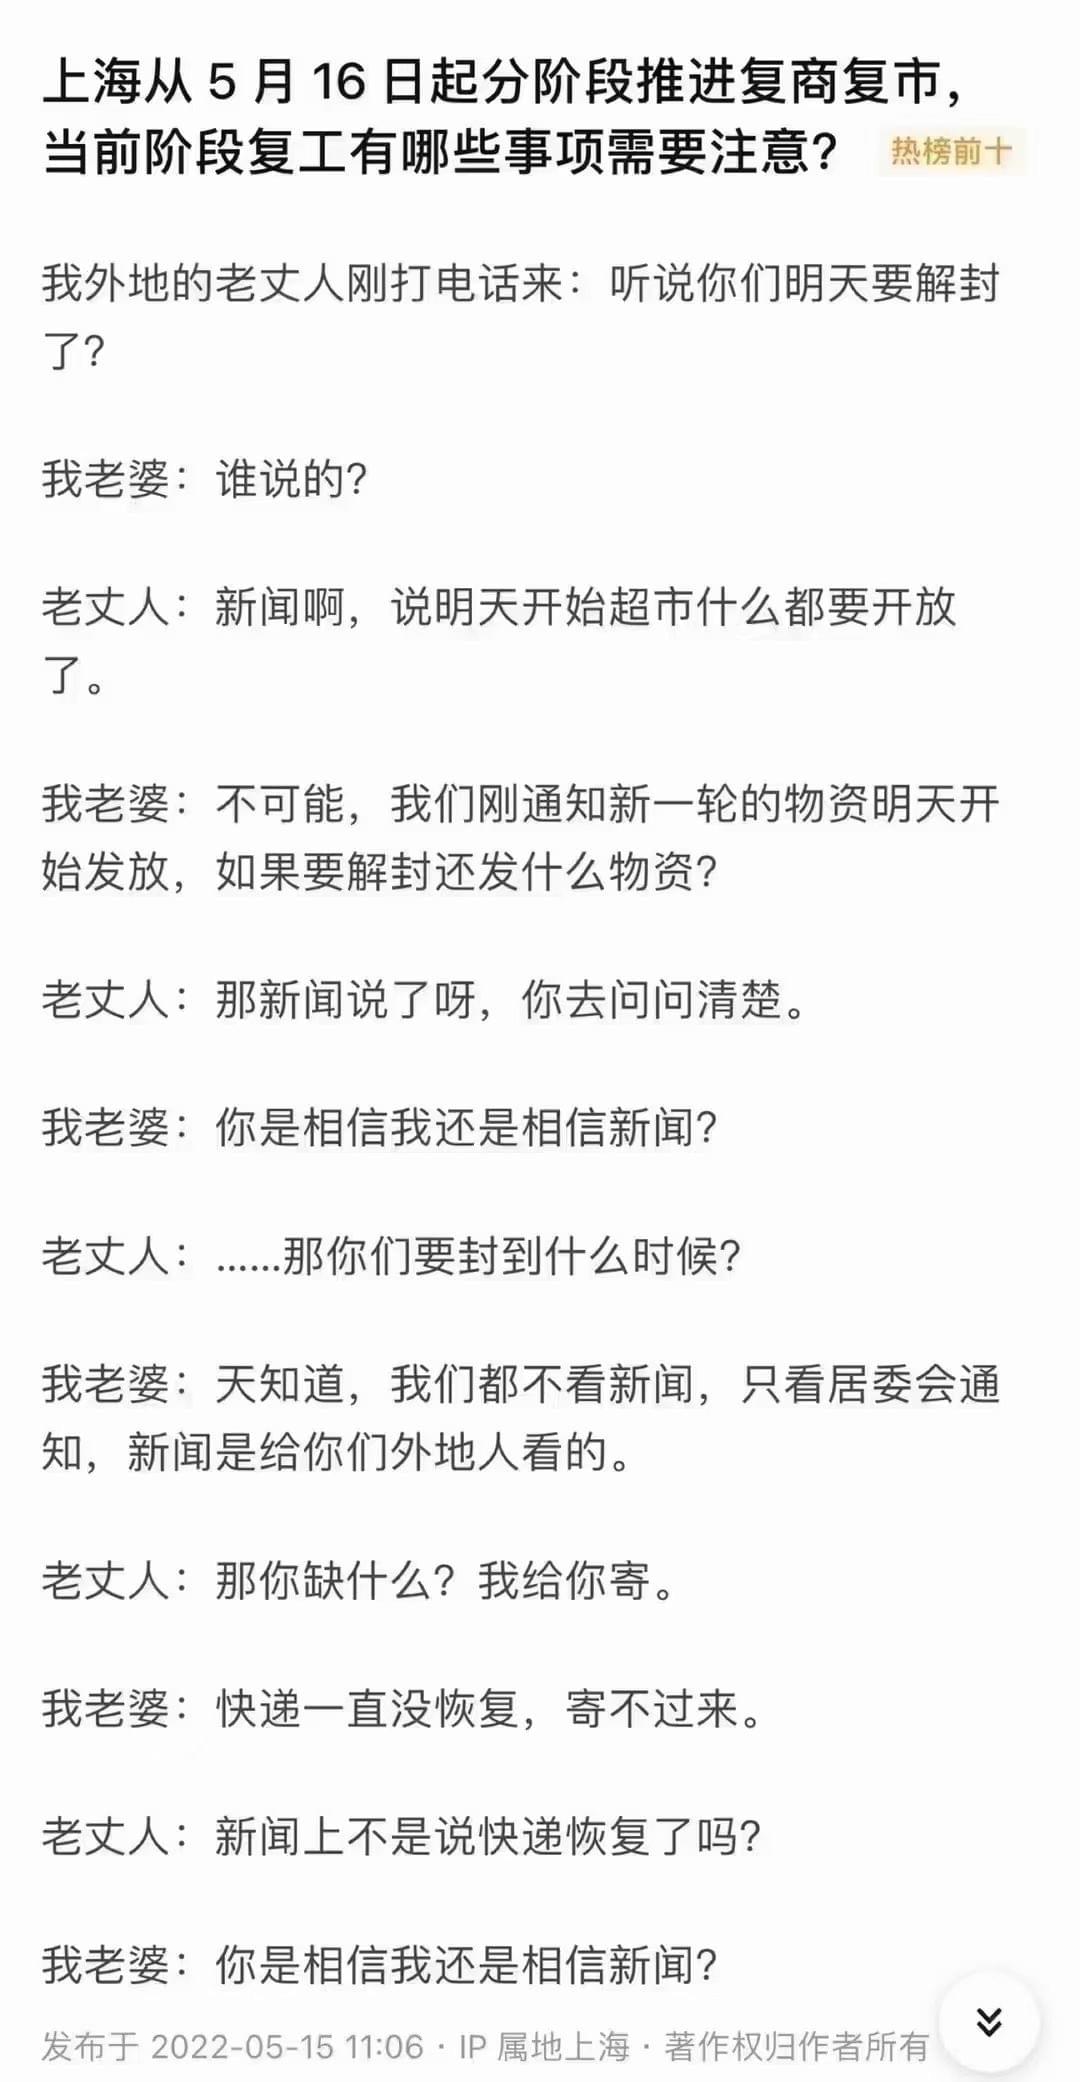 上海从 5 月 16 日起分阶段推进复商复市，
当前阶段复工有哪些事项需要注意？ 热榜前十
我外地的老丈人刚打电话来：听说你们明天要解封
了？
我老婆：谁说的？
老丈人：新闻啊，说明天开始超市什么都要开放
了。
我老婆：不可能，我们刚通知新一轮的物资明天开
始发放，如果要解封还发什么物资？
老丈人：那新闻说了呀，你去问问清楚。
我老婆：你是相信我还是相信新闻？
老丈人：……那你们要封到什么时候？
我老婆：天知道，我们都不看新闻，只看居委会通
知，新闻是给你们外地人看的。
老丈人：那你缺什么？我给你寄。
我老婆：快递一直没恢复，寄不过来。
老丈人：新闻上不是说快递恢复了吗？
我老婆：你是相信我还是相信新闻？
发布于 2022-05-15 11:06 · IP 属地上海 · 著作权归作者所有